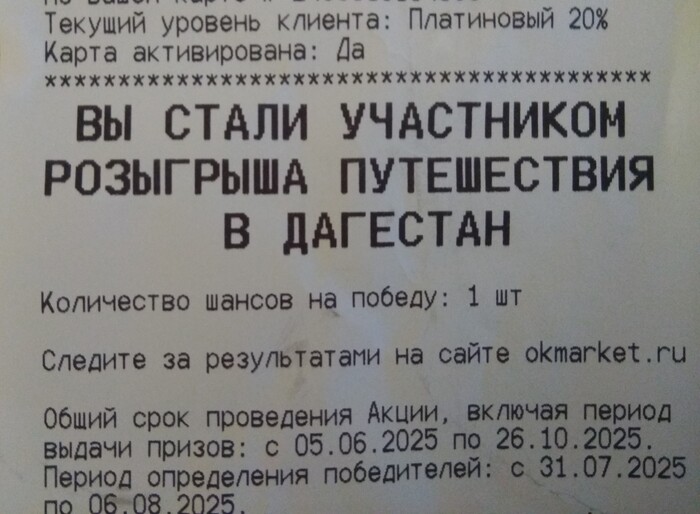 Текущий уровень клиента: Платиновый 20%
Карта активирована: Да
*****************************************
ВЫ СТАЛИ УЧАСТНИКОМ
РОЗЫГРЫША ПУТЕШЕСТВИЯ
В ДАГЕСТАН
Количество шансов на победу: 1 шт
Следите за результатами на сайте okmarket.ru
Общий срок проведения Акции, включая период
выдачи призов: с 05.06.2025 по 26.10.2025.
Период определения победителей: с 31.07.2025
по 06.08.2025.